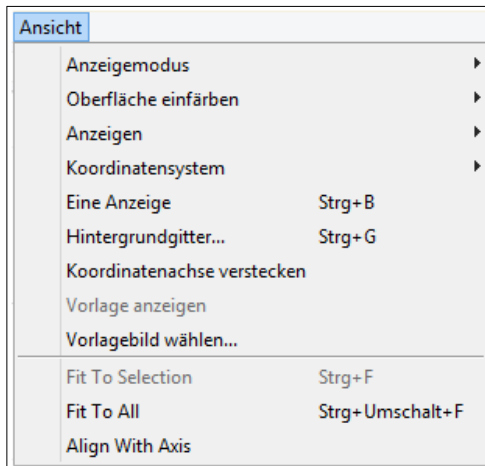 Ansicht
Anzeigemodus
Oberfläche einfärben
Anzeigen
Koordinatensystem
Eine Anzeige Strg+B
Hintergrundgitter... Strg+G
Koordinatenachse verstecken
Vorlage anzeigen
Vorlagebild wählen...
Fit To Selection Strg+F
Fit To All Strg+Umschalt+F
Align With Axis